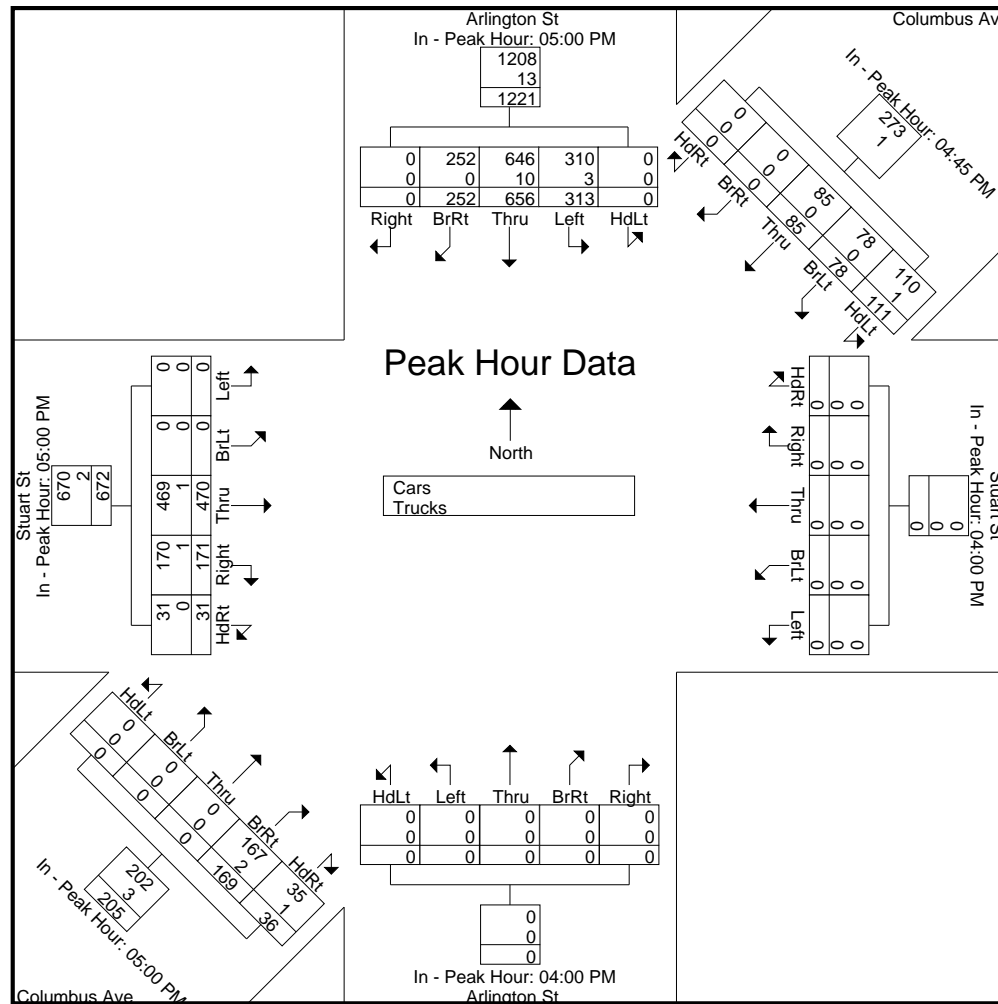 Arlington St
In - Peak Hour: 05:00 PM
1208
13
1221
0 252 646 310 0
0 0 10 3 0
0 252 656 313 0
Right BrRt Thru Left HdLt
Columbus Av
In - Peak Hour: 04:45 PM
273
1
0 0 85 78 110
0 0 0 0 1
0 0 85 78 111
HdRt BrRt Thru BrLt HdLt
Peak Hour Data
North
Cars
Trucks
Stuart St
In - Peak Hour: 05:00 PM
670
2
672
0 0 0 Left
0 0 0 BrLt
469 1 470 Thru
170 1 171 Right
31 0 31 HdRt
HdRt 0 0 0
Right 0 0 0
Thru 0 0 0
BrLt 0 0 0
Left 0 0 0
0 0 0
Stuart St
In - Peak Hour: 04:00 PM
HdLt BrLt Thru BrRt HdRt
0 0 0 167 35
0 0 0 2 1
0 0 0 169 36
202
3
205
In - Peak Hour: 05:00 PM
Columbus Ave
HdLt Left Thru BrRt Right
0 0 0 0 0
0 0 0 0 0
0 0 0 0 0
0
0
0
In - Peak Hour: 04:00 PM
Arlington St